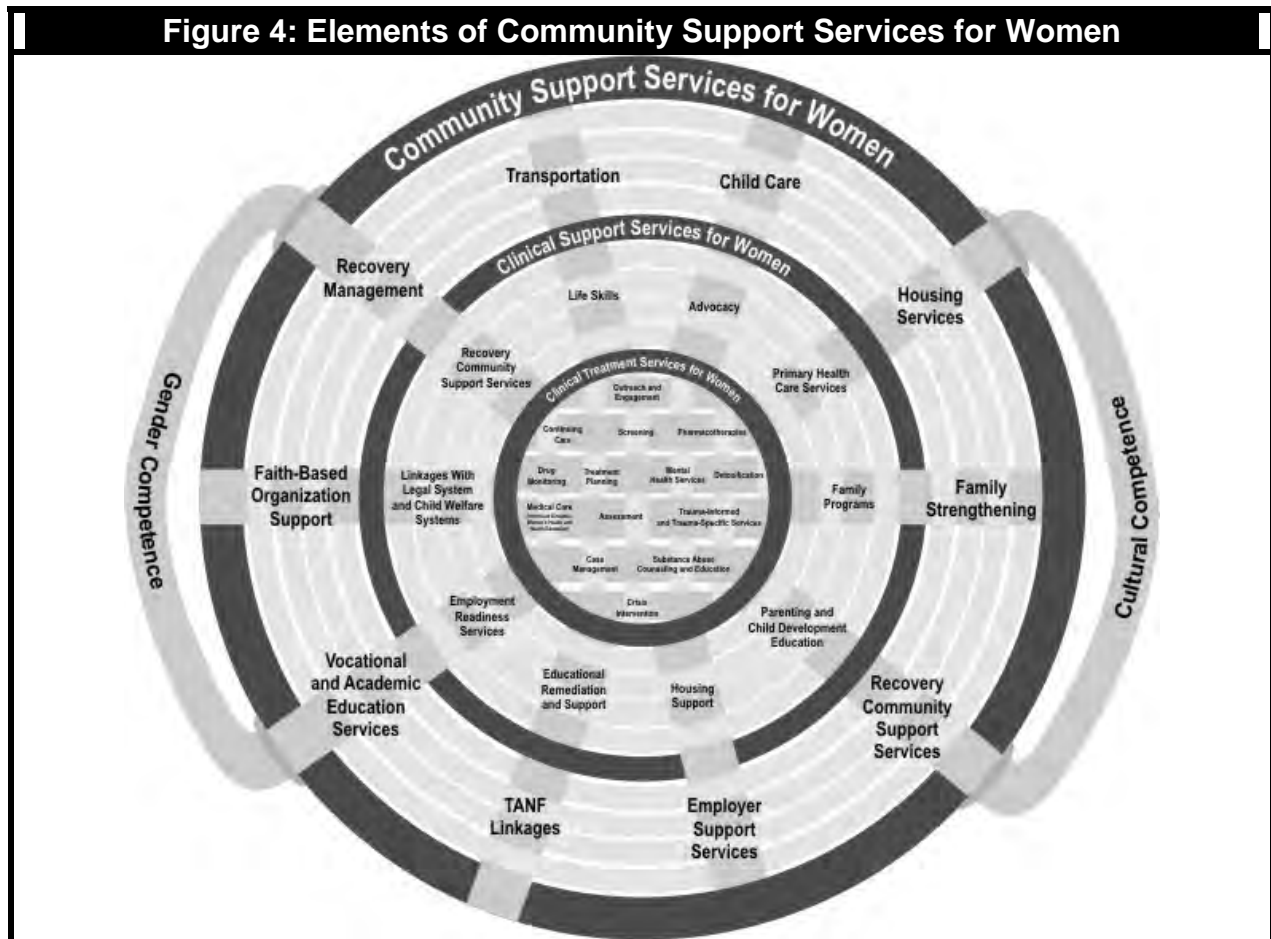 Figure 4: Elements of Community Support Services for Women
Community Support Services for Women
Transportation
Child Care
Recovery
Management
Housing
Services
Gender Competence
Cultural Competence
Faith-Based
Organization
Support
Family
Strengthening
Vocational
and Academic
Education
Services
Recovery
Community
Support
Services
TANF
Linkages
Employer
Support
Services
Clinical Support Services for Women
Life Skills
Advocacy
Recovery
Community
Support Services
Primary Health
Care Services
Linkages With
Legal System
and Child Welfare
Systems
Family
Programs
Employment
Readiness
Services
Parenting and
Child Development
Education
Educational
Remediation
and Support
Housing
Support
Clinical Treatment Services for Women
Outreach and
Engagement
Continuing
Care
Screening
Pharmacotherapies
Drug
Monitoring
Treatment
Planning
Mental
Health Services
Detoxification
Medical Care
Assessment
Trauma-Informed
and Trauma-Specific Services
Case
Management
Substance Abuse
Counseling and Education
Crisis
Intervention